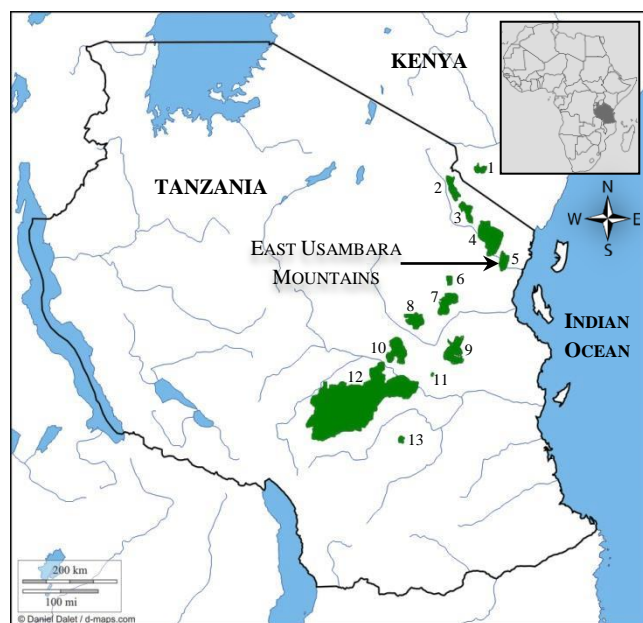 KENYA
1
2
TANZANIA
N
W E
S
3
4
EAST USAMBARA
MOUNTAINS
5
6
7
8
INDIAN
OCEAN
9
10
11
12
13
200 km
100 mi
© Daniel Dalet / d-maps.com